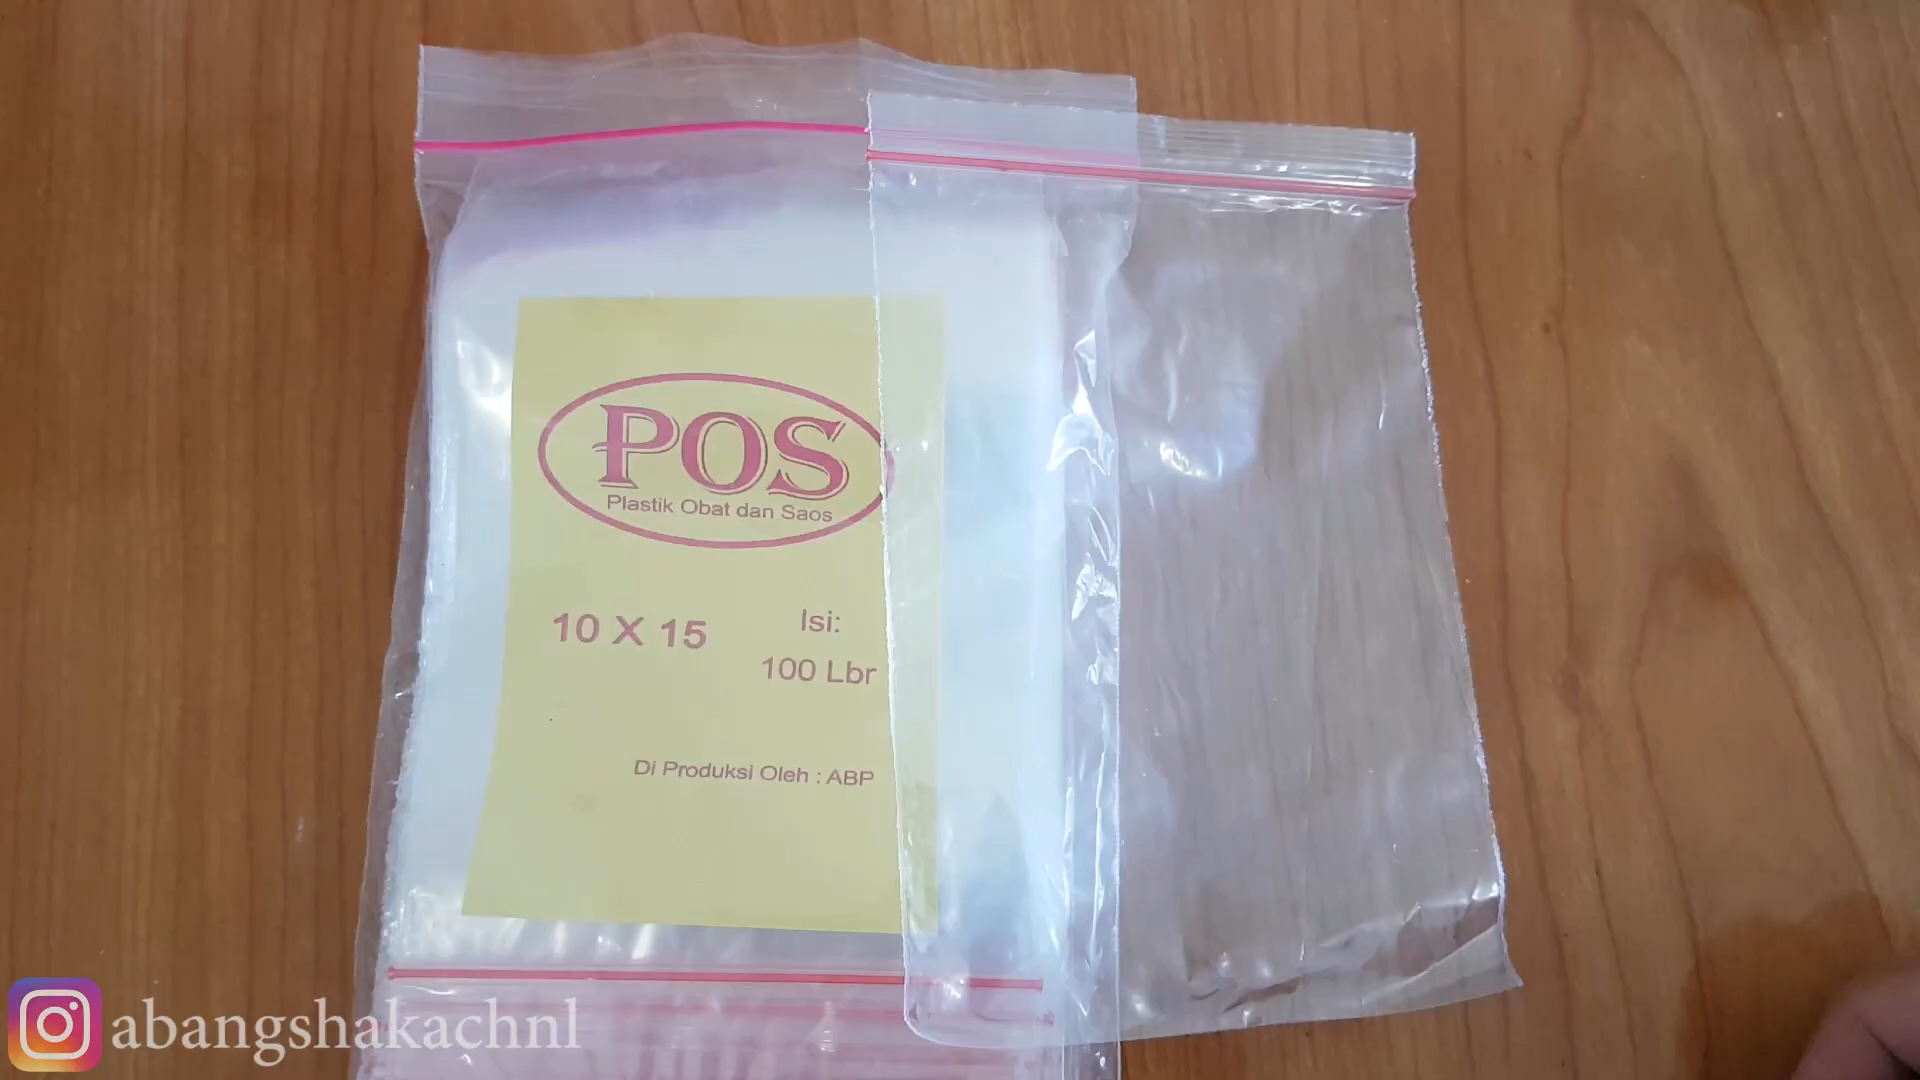 POS
Plastik Obat dan Saos
10 X 15
Isi:
100 Lbr
Di Produksi Oleh : ABP
abangshakachnl